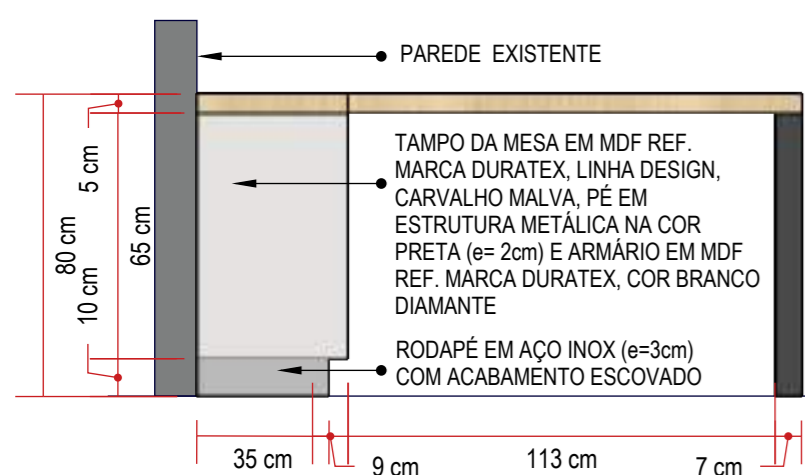 PAREDE EXISTENTE
TAMPO DA MESA EM MDF REF.
MARCA DURATEX, LINHA DESIGN,
CARVALHO MALVA, PÉ EM
ESTRUTURA METÁLICA NA COR
PRETA (e= 2cm) E ARMÁRIO EM MDF
REF. MARCA DURATEX, COR BRANCO
DIAMANTE
RODAPÉ EM AÇO INOX (e=3cm)
COM ACABAMENTO ESCOVADO
80 cm
5 cm
10 cm
65 cm
35 cm
9 cm
113 cm
7 cm